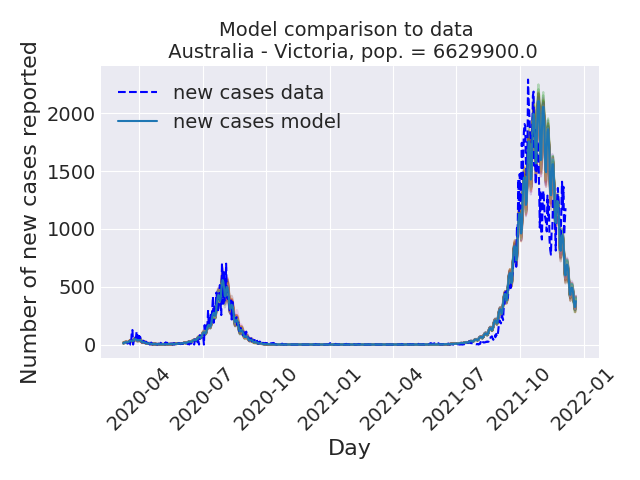 Model comparison to data
Australia - Victoria, pop. = 6629900.0
new cases data
new cases model
Number of new cases reported
2000
1500
1000
500
0
2020-04
2020-07
2020-10
2021-01
2021-04
2021-07
2021-10
2022-01
Day